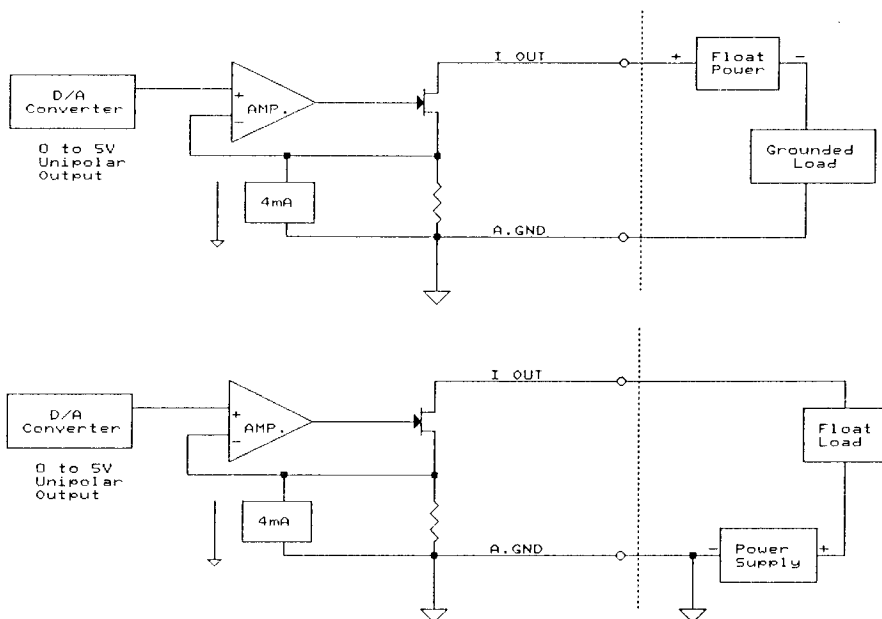 I OUT
+
Float
Power
-
D/A
Converter
+
AMP.
-
0 to 5V
Unipolar
Output
4mA
Grounded
Load
A.GND
I OUT
D/A
Converter
+
AMP.
-
0 to 5V
Unipolar
Output
4mA
Float
Load
A.GND
-
Power
Supply
+